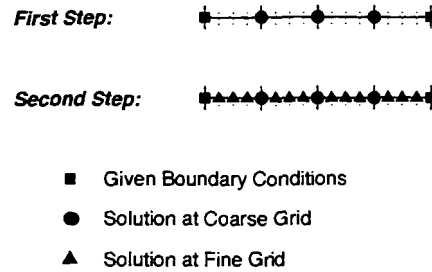 First Step:
Second Step:
Given Boundary Conditions
Solution at Coarse Grid
Solution at Fine Grid